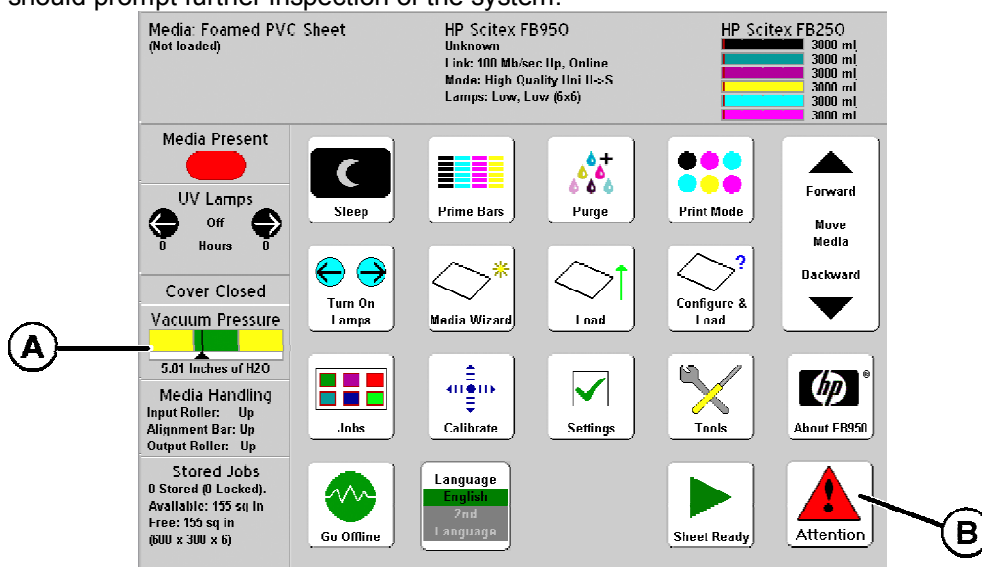 should prompt further inspection of the system.
Media: Foamed PVC Sheet
(Not loaded)
HP Scitex FB950
Unknown
Link: 100 Mb/sec Up, Online
Mode: High Quality Uni H->S
Lamps: Low, Low (6x6)
HP Scitex FB250
3000 ml
3000 ml
3000 ml
3000 ml
3000 ml
3000 ml
Media Present
UV Lamps
Off
0 Hours 0
Cover Closed
Vacuum Pressure
5.01 Inches of H2O
Media Handling
Input Roller: Up
Alignment Bar: Up
Output Roller: Up
Stored Jobs
0 Stored (0 Locked).
Available: 155 sq in
Free: 155 sq in
(600 x 300 x 6)
Sleep
Prime Bars
Purge
Print Mode
Forward
Move
Media
Backward
Turn On
Lamps
Media Wizard
Load
Configure &
Load
Jobs
Calibrate
Settings
Tools
hp
About FB950
Go Offline
Language
English
2nd
Language
Sheet Ready
Attention
A
B